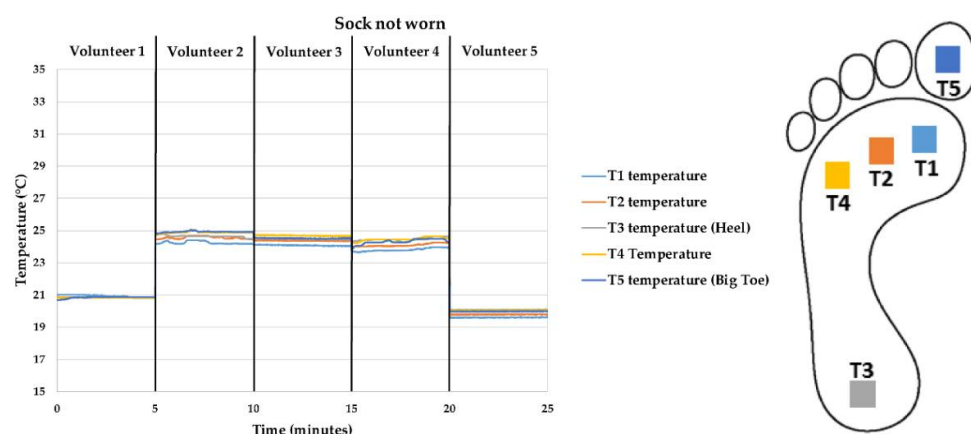 Sock not worn
Volunteer 1 Volunteer 2 Volunteer 3 Volunteer 4 Volunteer 5
35
33
31
29
27
25
23
21
19
17
15
Temperature (°C)
0 5 10 15 20 25
Time (minutes)
T1 temperature
T2 temperature
T3 temperature (Heel)
T4 Temperature
T5 temperature (Big Toe)
T5
T1
T2
T4
T3